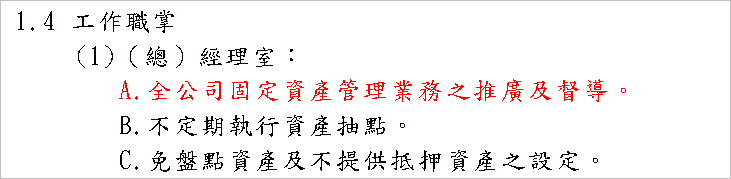 1.4 工作職掌
(1)(總)經理室：
A.全公司固定資產管理業務之推廣及督導。
B.不定期執行資產抽點。
C.免盤點資產及不提供抵押資產之設定。